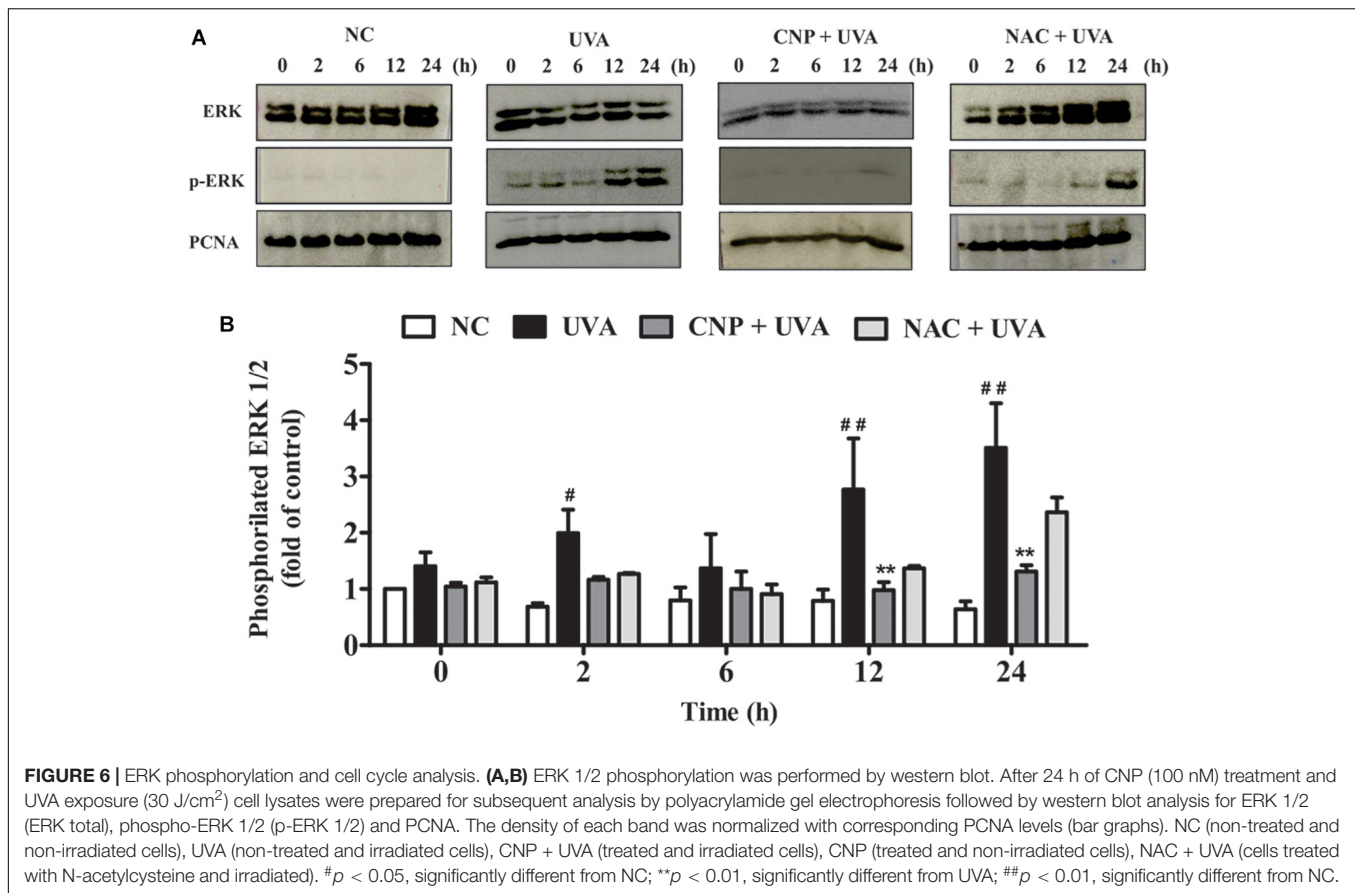 A
NC UVA CNP + UVA NAC + UVA
0 2 6 12 24 (h) 0 2 6 12 24 (h) 0 2 6 12 24 (h) 0 2 6 12 24 (h)
ERK
p-ERK
PCNA
B
NC UVA CNP + UVA NAC + UVA
Phosphorilated ERK 1/2
(fold of control)
5
4
3
2
1
0
#
# #
**
# #
**
0 2 6 12 24
Time (h)
FIGURE 6 | ERK phosphorylation and cell cycle analysis. (A,B) ERK 1/2 phosphorylation was performed by western blot. After 24 h of CNP (100 nM) treatment and
UVA exposure (30 J/cm²) cell lysates were prepared for subsequent analysis by polyacrylamide gel electrophoresis followed by western blot analysis for ERK 1/2
(ERK total), phospho-ERK 1/2 (p-ERK 1/2) and PCNA. The density of each band was normalized with corresponding PCNA levels (bar graphs). NC (non-treated and
non-irradiated cells), UVA (non-treated and irradiated cells), CNP + UVA (treated and irradiated cells), CNP (treated and non-irradiated cells), NAC + UVA (cells treated
with N-acetylcysteine and irradiated). #p < 0.05, significantly different from NC; **p < 0.01, significantly different from UVA; ##p < 0.01, significantly different from NC.